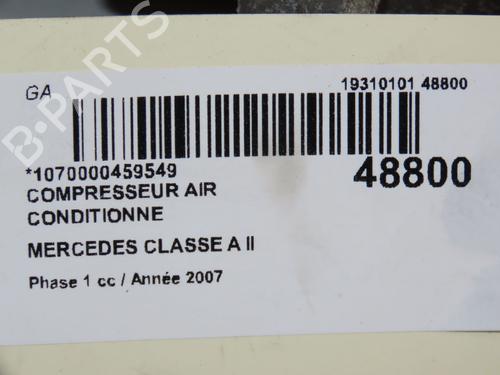 B-PARTS
GA
19310101 48800
*1070000459549
48800
COMPRESSEUR AIR
CONDITIONNE
MERCEDES CLASSE A II
Phase 1 cc / Année 2007